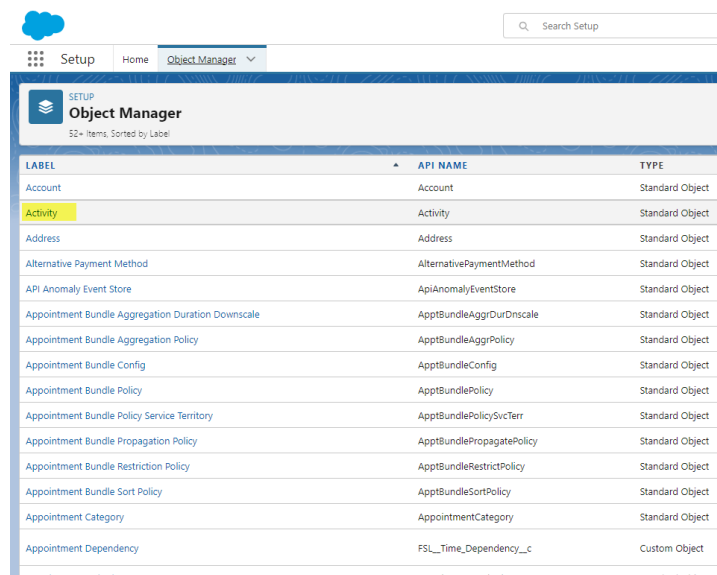 Search Setup
Setup Home Object Manager
SETUP
Object Manager
52+ Items, Sorted by Label
LABEL API NAME TYPE
Account Account Standard Object
Activity Activity Standard Object
Address Address Standard Object
Alternative Payment Method AlternativePaymentMethod Standard Object
API Anomaly Event Store ApiAnomalyEventStore Standard Object
Appointment Bundle Aggregation Duration Downscale ApptBundleAggrDurDnscale Standard Object
Appointment Bundle Aggregation Policy ApptBundleAggrPolicy Standard Object
Appointment Bundle Config ApptBundleConfig Standard Object
Appointment Bundle Policy ApptBundlePolicy Standard Object
Appointment Bundle Policy Service Territory ApptBundlePolicySvcTerr Standard Object
Appointment Bundle Propagation Policy ApptBundlePropagatePolicy Standard Object
Appointment Bundle Restriction Policy ApptBundleRestrictPolicy Standard Object
Appointment Bundle Sort Policy ApptBundleSortPolicy Standard Object
Appointment Category AppointmentCategory Standard Object
Appointment Dependency FSL__Time_Dependency__c Custom Object